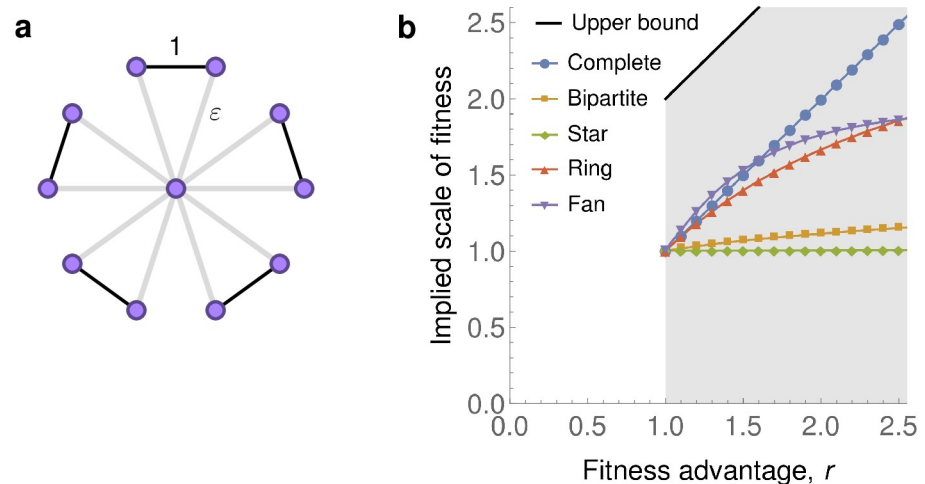 a
1
ε
b
Implied scale of fitness
2.5
2.0
1.5
1.0
0.5
0.0
Upper bound
Complete
Bipartite
Star
Ring
Fan
0.0 0.5 1.0 1.5 2.0 2.5
Fitness advantage, r